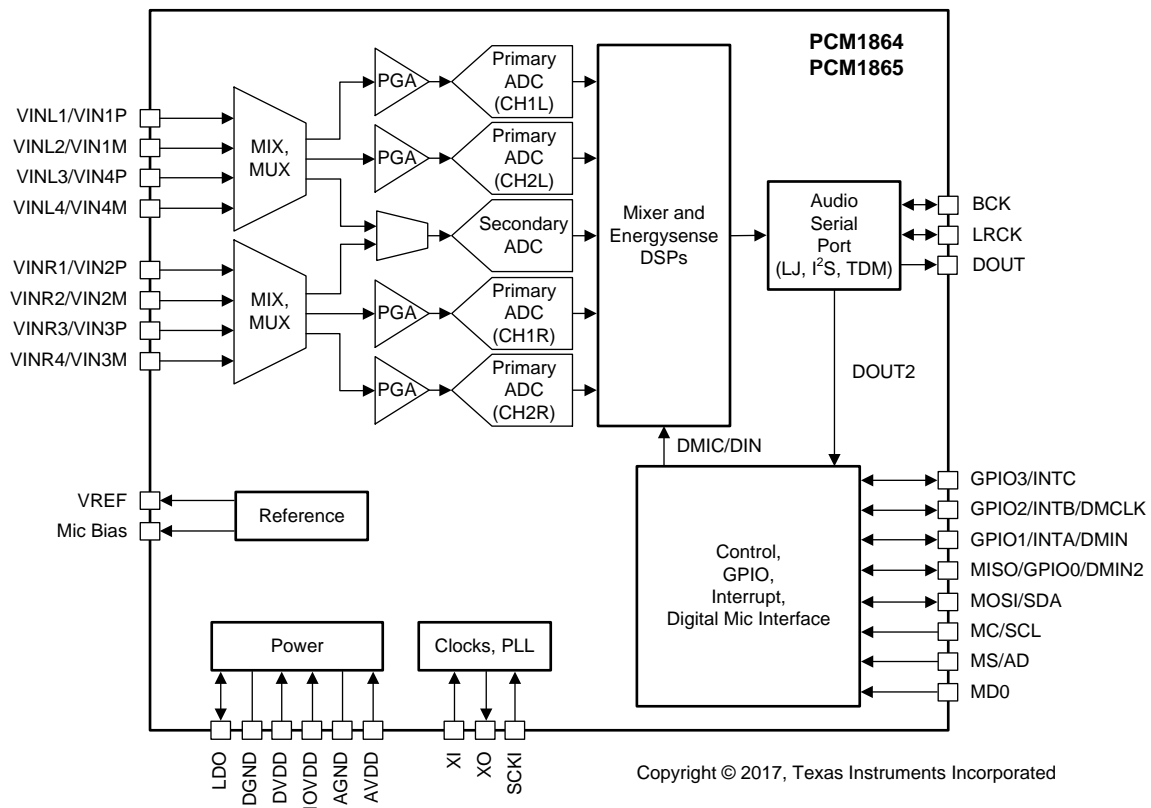 PCM1864
PCM1865
VINL1/VIN1P
VINL2/VIN1M
VINL3/VIN4P
VINL4/VIN4M
VINR1/VIN2P
VINR2/VIN2M
VINR3/VIN3P
VINR4/VIN3M
MIX,
MUX
MIX,
MUX
PGA
Primary
ADC
(CH1L)
PGA
Primary
ADC
(CH2L)
Secondary
ADC
PGA
Primary
ADC
(CH1R)
PGA
Primary
ADC
(CH2R)
Mixer and
Energysense
DSPs
Audio
Serial
Port
(LJ, I²S, TDM)
BCK
LRCK
DOUT
DOUT2
DMIC/DIN
VREF
Mic Bias
Reference
Control,
GPIO,
Interrupt,
Digital Mic Interface
GPIO3/INTC
GPIO2/INTB/DMCLK
GPIO1/INTA/DMIN
MISO/GPIO0/DMIN2
MOSI/SDA
MC/SCL
MS/AD
MD0
Power
Clocks, PLL
LDO
DGND
DVDD
IOVDD
AGND
AVDD
XI
XO
SCKI
Copyright © 2017, Texas Instruments Incorporated